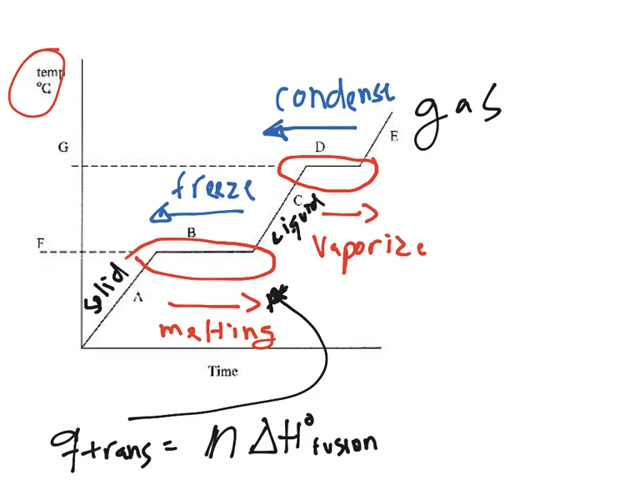 temp
°C
condense
gas
E
G
D
freeze
C
B
Liquid
F
Vaporize
solid
A
melting
Time
qtrans = n ΔH°fusion